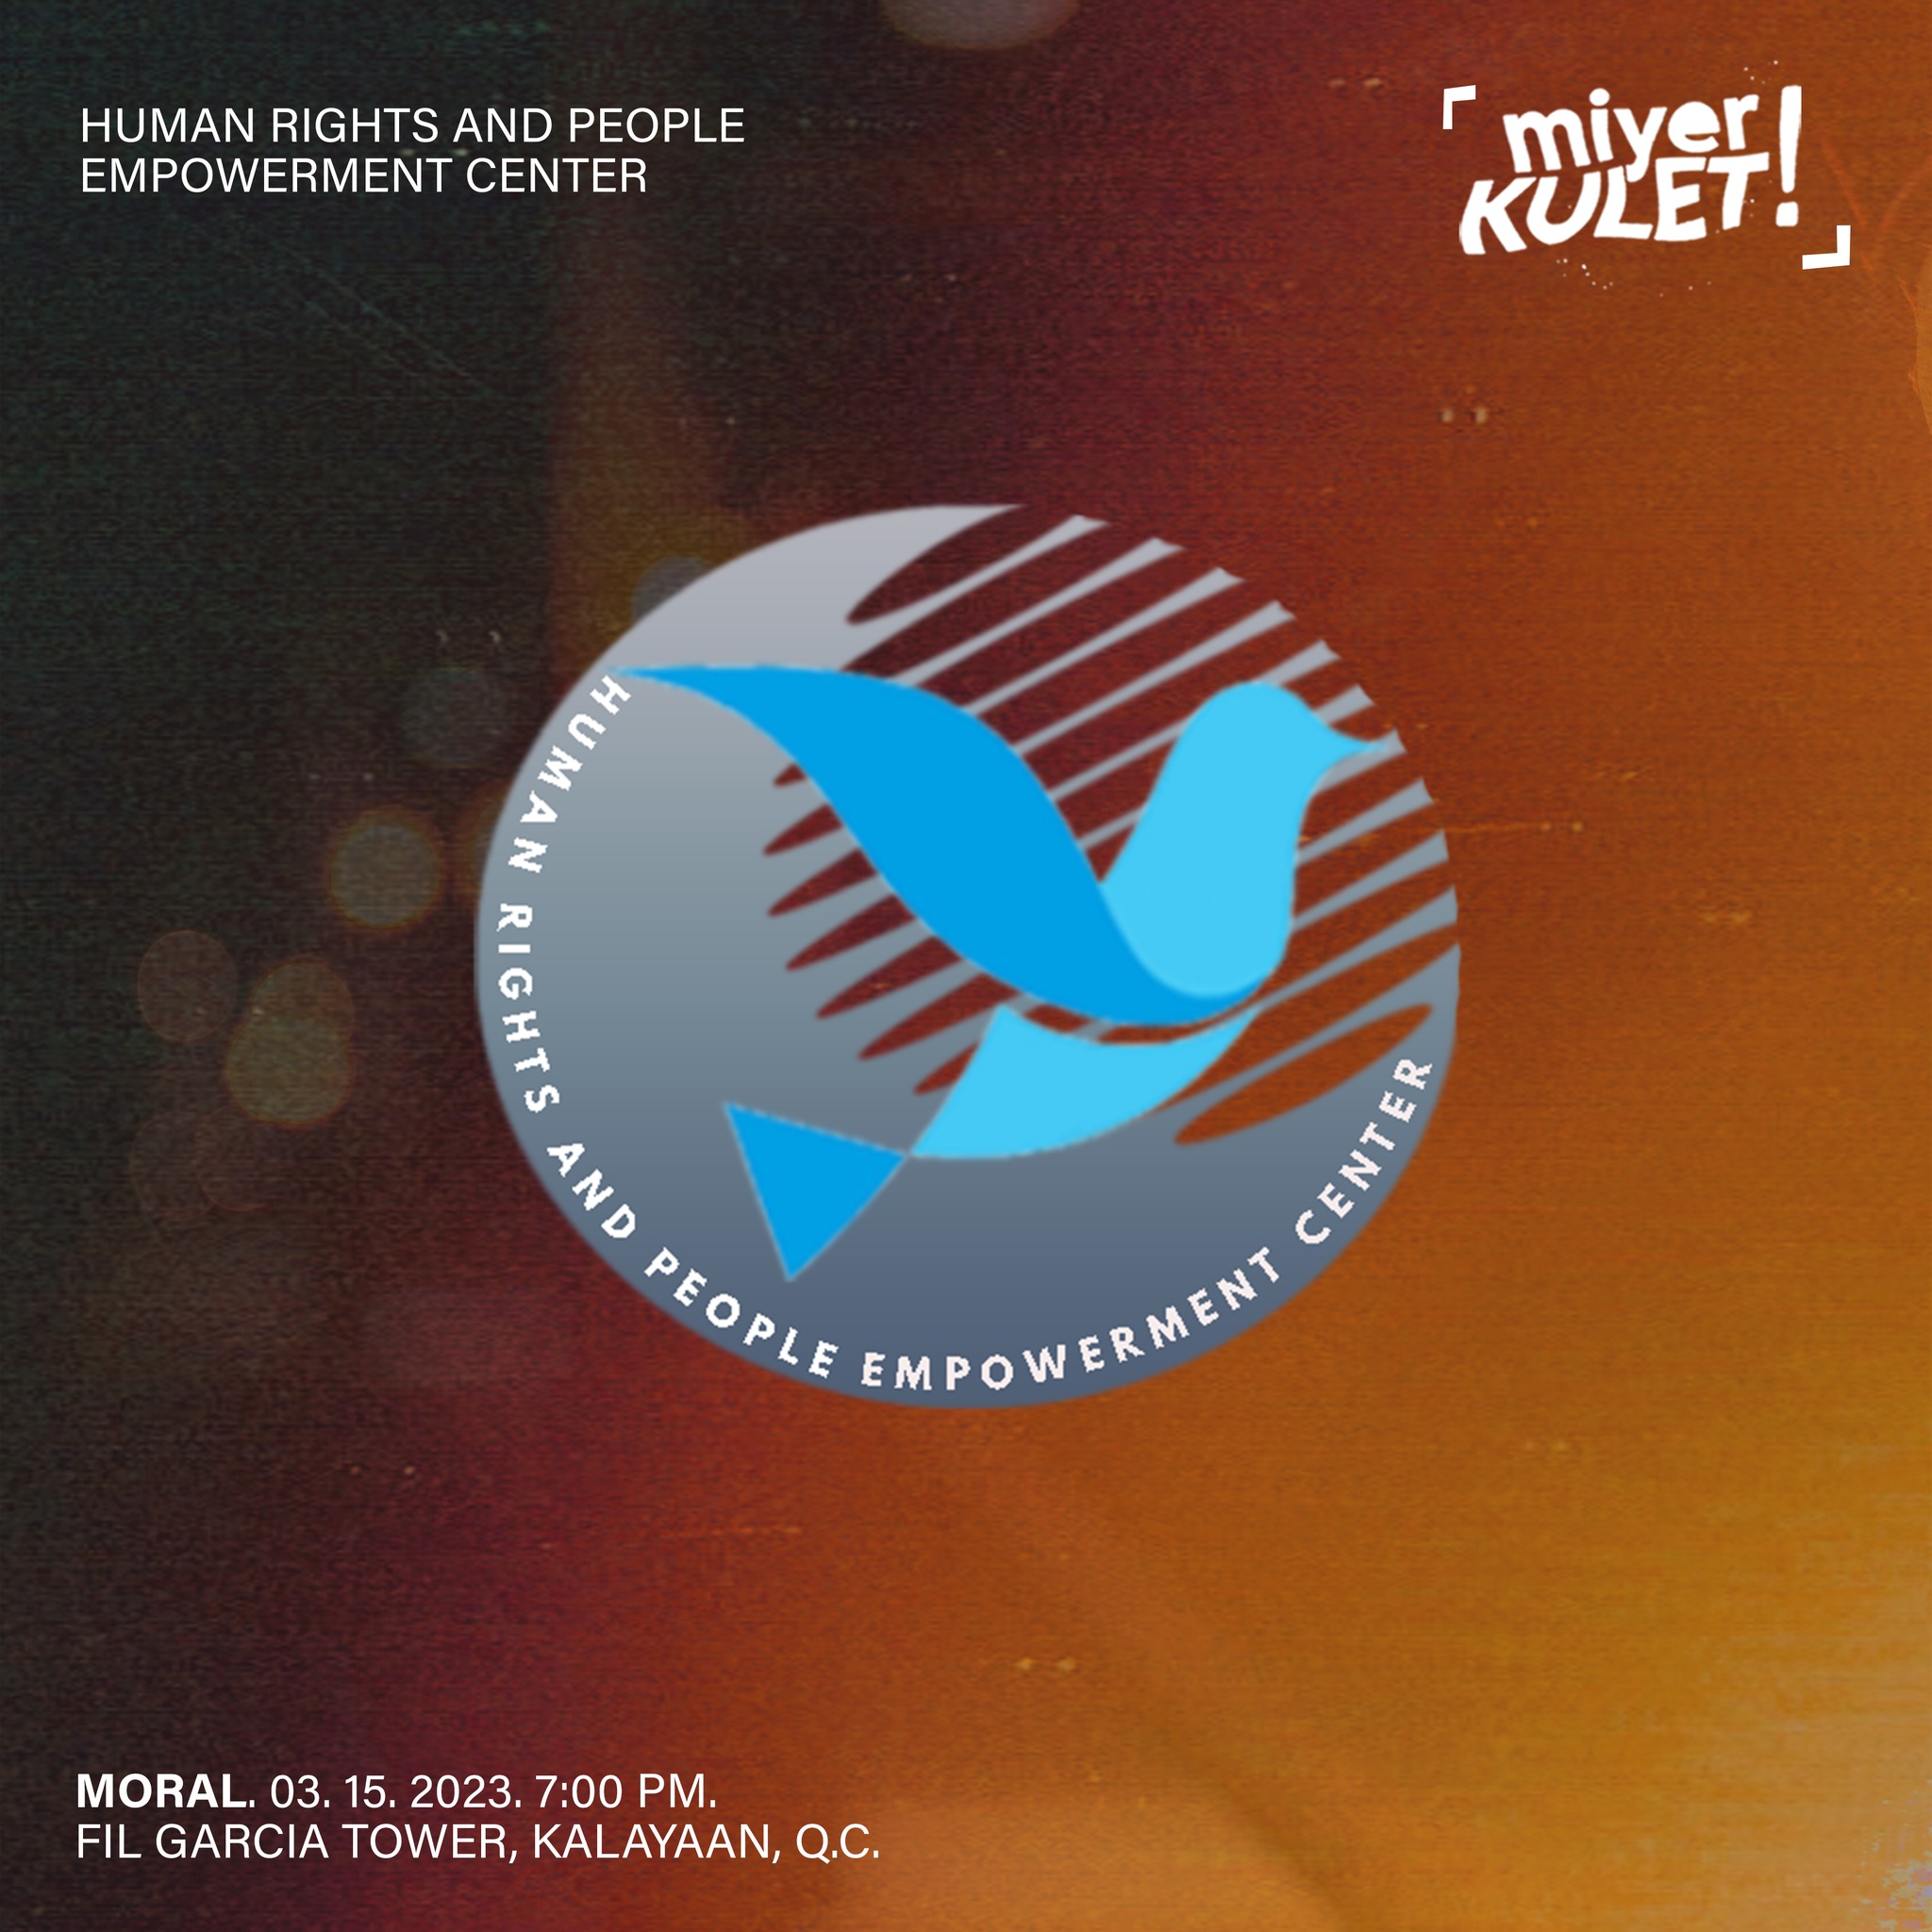 HUMAN RIGHTS AND PEOPLE
EMPOWERMENT CENTER
miyer
KULET!
HUMAN RIGHTS AND PEOPLE EMPOWERMENT CENTER
MORAL. 03. 15. 2023. 7:00 PM.
FIL GARCIA TOWER, KALAYAAN, Q.C.